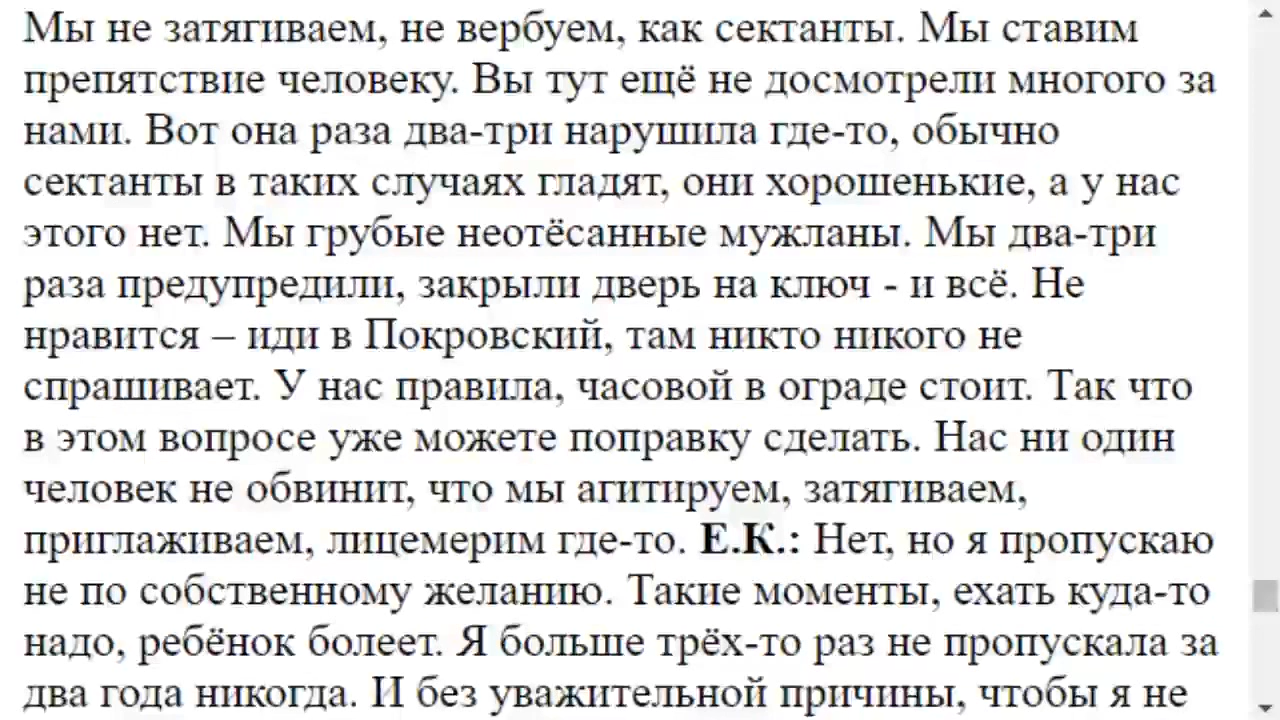 Мы не затягиваем, не вербуем, как сектанты. Мы ставим
препятствие человеку. Вы тут ещё не досмотрели многого за
нами. Вот она раза два-три нарушила где-то, обычно
сектанты в таких случаях гладят, они хорошенькие, а у нас
этого нет. Мы грубые неотёсанные мужланы. Мы два-три
раза предупредили, закрыли дверь на ключ - и всё. Не
нравится – иди в Покровский, там никто никого не
спрашивает. У нас правила, часовой в ограде стоит. Так что
в этом вопросе уже можете поправку сделать. Нас ни один
человек не обвинит, что мы агитируем, затягиваем,
приглаживаем, лицемерим где-то. Е.К.: Нет, но я пропускаю
не по собственному желанию. Такие моменты, ехать куда-то
надо, ребёнок болеет. Я больше трёх-то раз не пропускала за
два года никогда. И без уважительной причины, чтобы я не